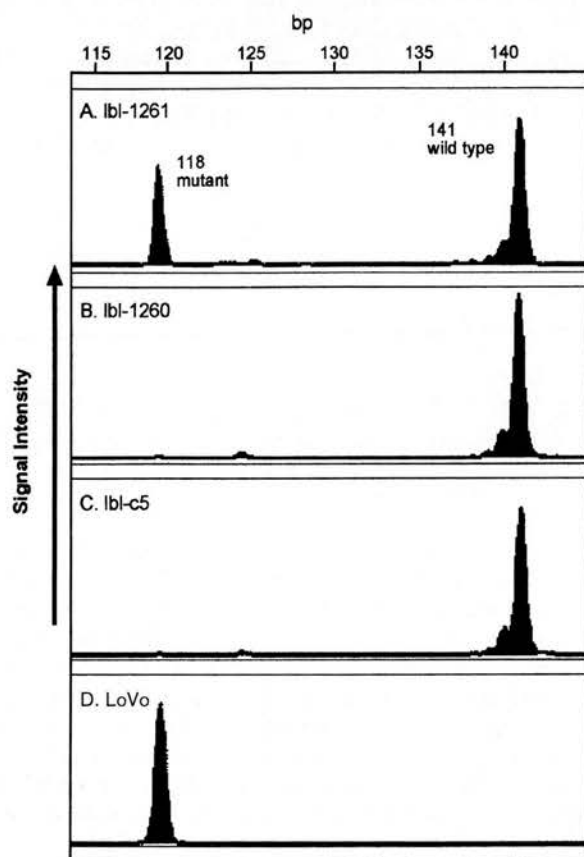 bp
115 120 125 130 135 140
A. lbl-1261
118
mutant
141
wild type
B. lbl-1260
C. lbl-c5
D. LoVo
Signal Intensity